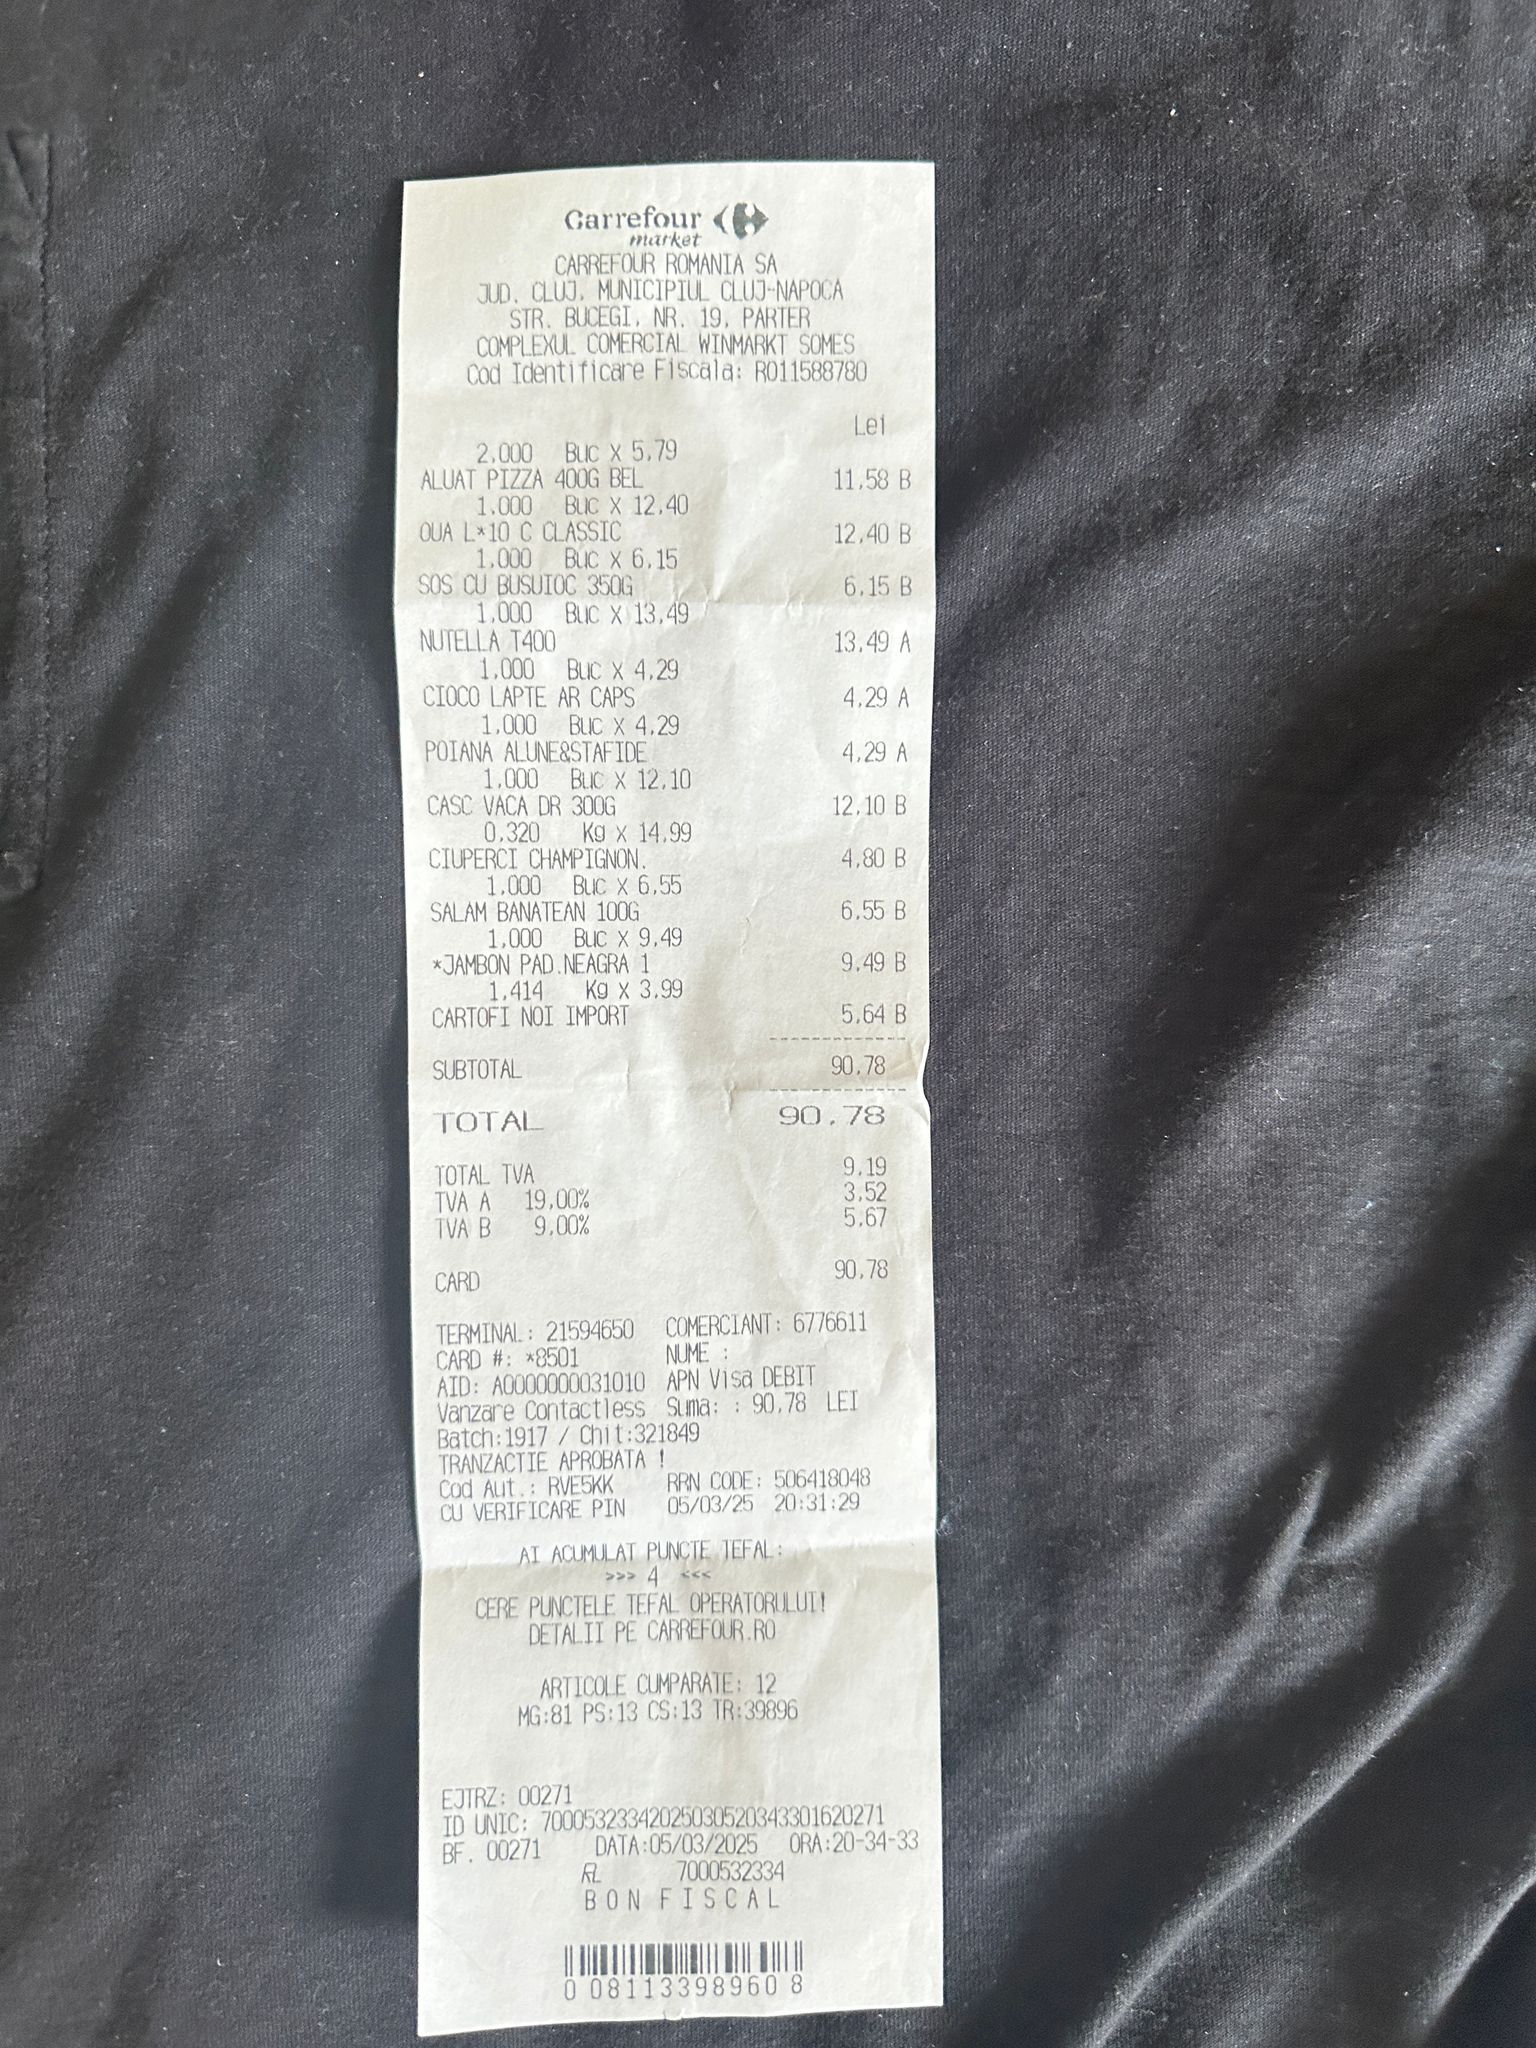 Carrefour
market
CARREFOUR ROMANIA SA
JUD. CLUJ, MUNICIPIUL CLUJ-NAPOCA
STR. BUCEGI, NR. 19, PARTER
COMPLEXUL COMERCIAL WINMARKT SOMES
Cod Identificare Fiscala: RO11588780
Lei
2.000 Buc X 5.79
ALUAT PIZZA 400G BEL 11.58 B
1.000 Buc X 12.40
OUA L*10 C CLASSIC 12.40 B
1.000 Buc X 6.15
SOS CU BUSUIOC 350G 6.15 B
1.000 Buc X 13.49
NUTELLA T400 13.49 A
1.000 Buc X 4.29
CIOCO LAPTE AR CAPS 4.29 A
1.000 Buc X 4.29
POIANA ALUNE&STAFIDE 4.29 A
1.000 Buc X 12.10
CASC VACA DR 300G 12.10 B
0.320 Kg X 14.99
CIUPERCI CHAMPIGNON. 4.80 B
1.000 Buc X 6.55
SALAM BANATEAN 100G 6.55 B
1.000 Buc X 9.49
*JAMBON PAD.NEAGRA 1 9.49 B
1.414 Kg X 3.99
CARTOFI NOI IMPORT 5.64 B
SUBTOTAL 90.78
TOTAL 90.78
TOTAL TVA 9.19
TVA A 19.00% 3.52
TVA B 9.00% 5.67
CARD 90.78
TERMINAL: 21594650 COMERCIANT: 6776611
CARD #: *8501 NUME :
AID: A0000000031010 APN Visa DEBIT
Vanzare Contactless Suma: : 90.78 LEI
Batch:1917 / Chit:321849
TRANZACTIE APROBATA !
Cod Aut.: RVE5KK RRN CODE: 506418048
CU VERIFICARE PIN 05/03/25 20:31:29
AI ACUMULAT PUNCTE TEFAL:
>>> 4 <<<
CERE PUNCTELE TEFAL OPERATORULUI!
DETALII PE CARREFOUR.RO
ARTICOLE CUMPARATE: 12
MG:81 PS:13 CS:13 TR:39896
EJTRZ: 00271
ID UNIC: 7000532334202503052034330162​0271
BF. 00271 DATA:05/03/2025 ORA:20-34-33
RL 7000532334
BON FISCAL
0 081133989608